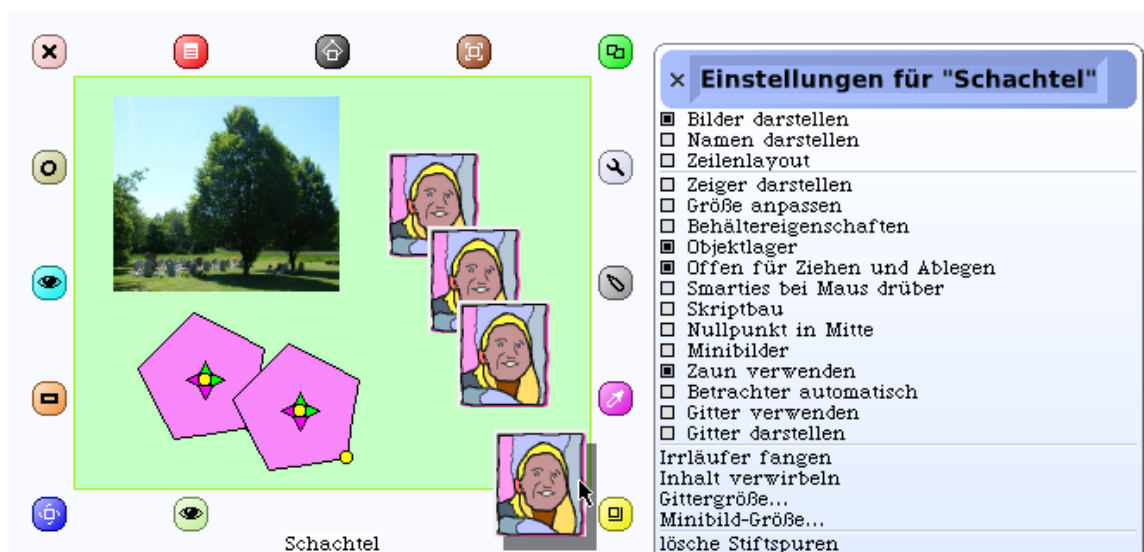 Einstellungen für "Schachtel"
Bilder darstellen
Namen darstellen
Zeilenlayout
Zeiger darstellen
Größe anpassen
Behältereigenschaften
Objektlager
Offen für Ziehen und Ablegen
Smarties bei Maus drüber
Skriptbau
Nullpunkt in Mitte
Minibilder
Zaun verwenden
Betrachter automatisch
Gitter verwenden
Gitter darstellen
Irrläufer fangen
Inhalt verwirbeln
Gittergröße...
Minibild-Größe...
lösche Stiftspuren
Schachtel